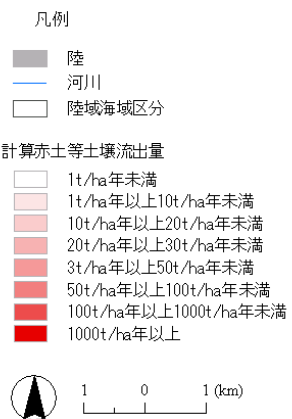 凡例
陸
河川
陸域海域区分
計算赤土等土壌流出量
1t/ha年未満
1t/ha年以上10t/ha年未満
10t/ha年以上20t/ha年未満
20t/ha年以上30t/ha年未満
3t/ha年以上50t/ha年未満
50t/ha年以上100t/ha年未満
100t/ha年以上1000t/ha年未満
1000t/ha年以上
1 0 1 (km)